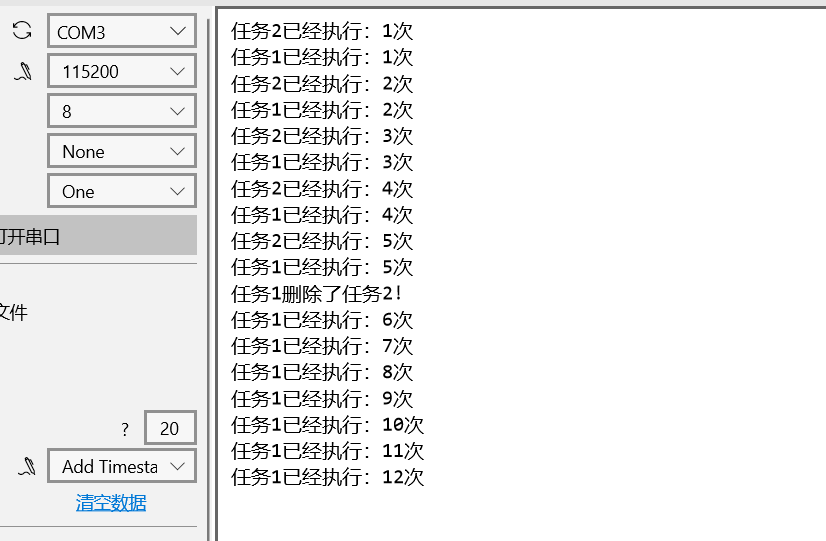 COM3
115200
8
None
One
打开串口
文件
? 20
Add Timesta
清空数据
任务2已经执行：1次
任务1已经执行：1次
任务2已经执行：2次
任务1已经执行：2次
任务2已经执行：3次
任务1已经执行：3次
任务2已经执行：4次
任务1已经执行：4次
任务2已经执行：5次
任务1已经执行：5次
任务1删除了任务2!
任务1已经执行：6次
任务1已经执行：7次
任务1已经执行：8次
任务1已经执行：9次
任务1已经执行：10次
任务1已经执行：11次
任务1已经执行：12次